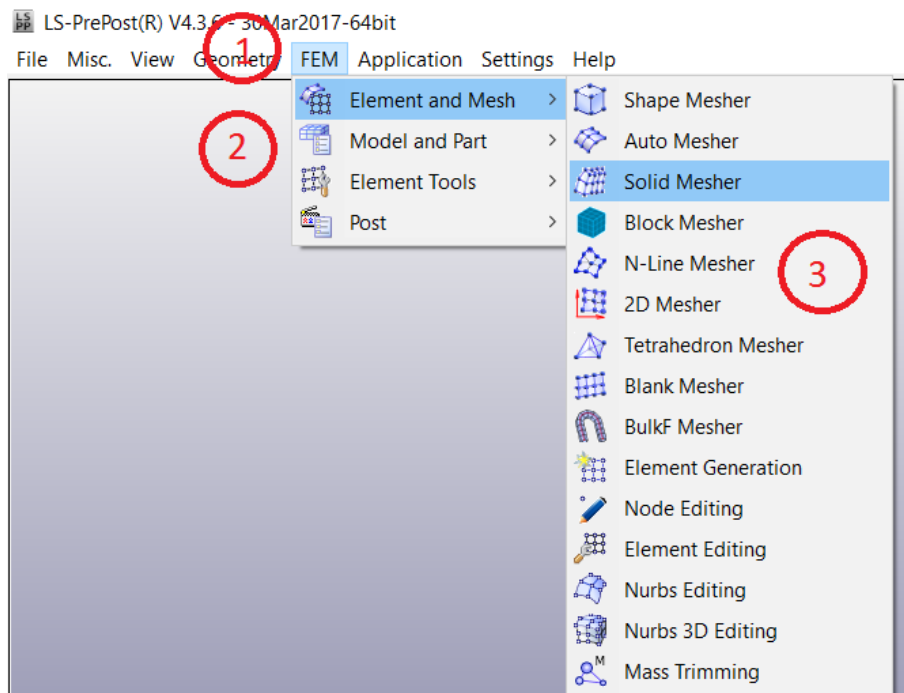 LS-PrePost(R) V4.3.6 - 30Mar2017-64bit
File Misc. View Geometry FEM Application Settings Help
1
Element and Mesh
2
Model and Part
Element Tools
Post
Shape Mesher
Auto Mesher
Solid Mesher
Block Mesher
N-Line Mesher
3
2D Mesher
Tetrahedron Mesher
Blank Mesher
BulkF Mesher
Element Generation
Node Editing
Element Editing
Nurbs Editing
Nurbs 3D Editing
Mass Trimming